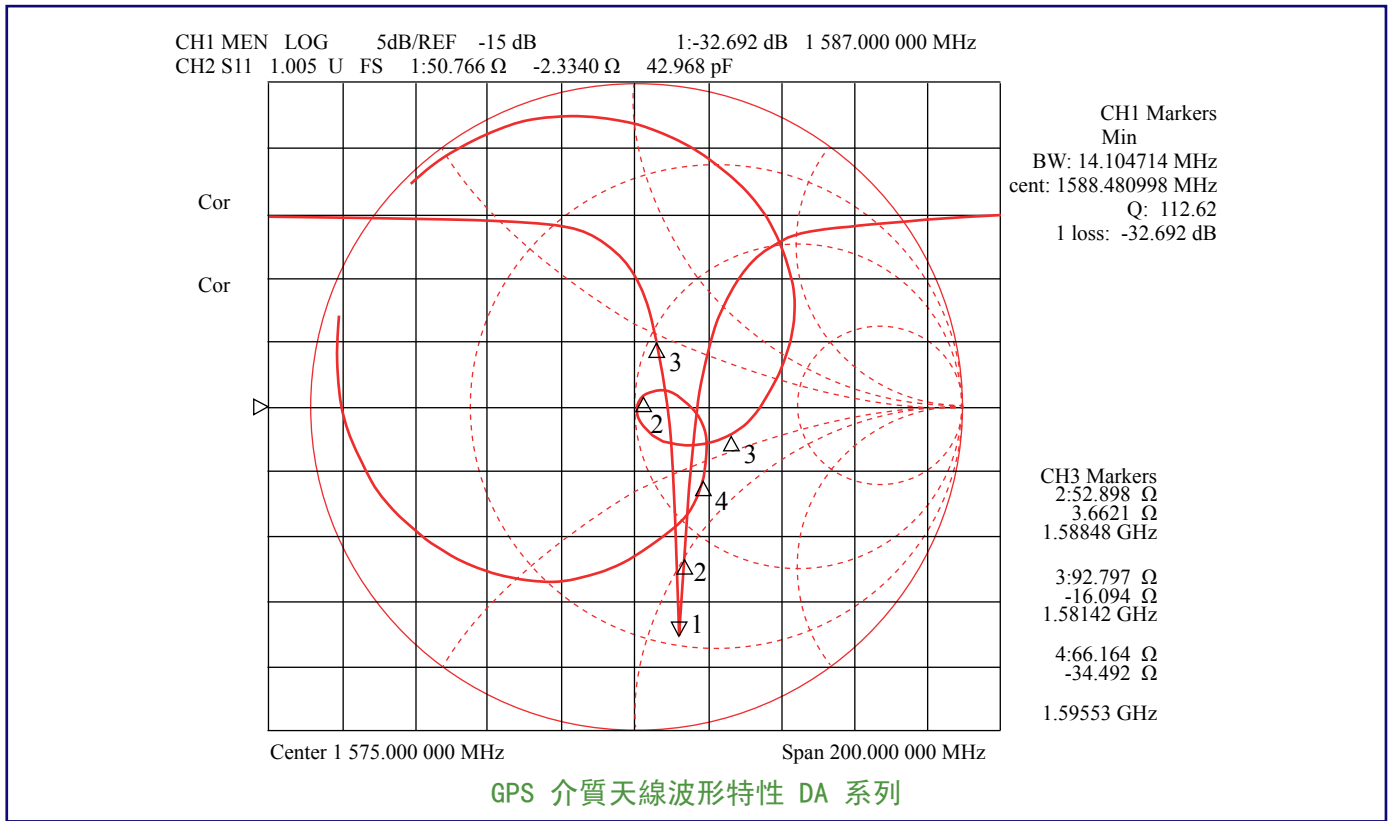 CH1 MEN LOG 5dB/REF -15 dB 1:-32.692 dB 1 587.000 000 MHz
CH2 S11 1.005 U FS 1:50.766 Ω -2.3340 Ω 42.968 pF
CH1 Markers
Min
BW: 14.104714 MHz
cent: 1588.480998 MHz
Q: 112.62
1 loss: -32.692 dB
Cor
Cor
3
2
3
4
2
1
CH3 Markers
2:52.898 Ω
3.6621 Ω
1.58848 GHz
3:92.797 Ω
-16.094 Ω
1.58142 GHz
4:66.164 Ω
-34.492 Ω
1.59553 GHz
Center 1 575.000 000 MHz Span 200.000 000 MHz
GPS 介質天線波形特性 DA 系列